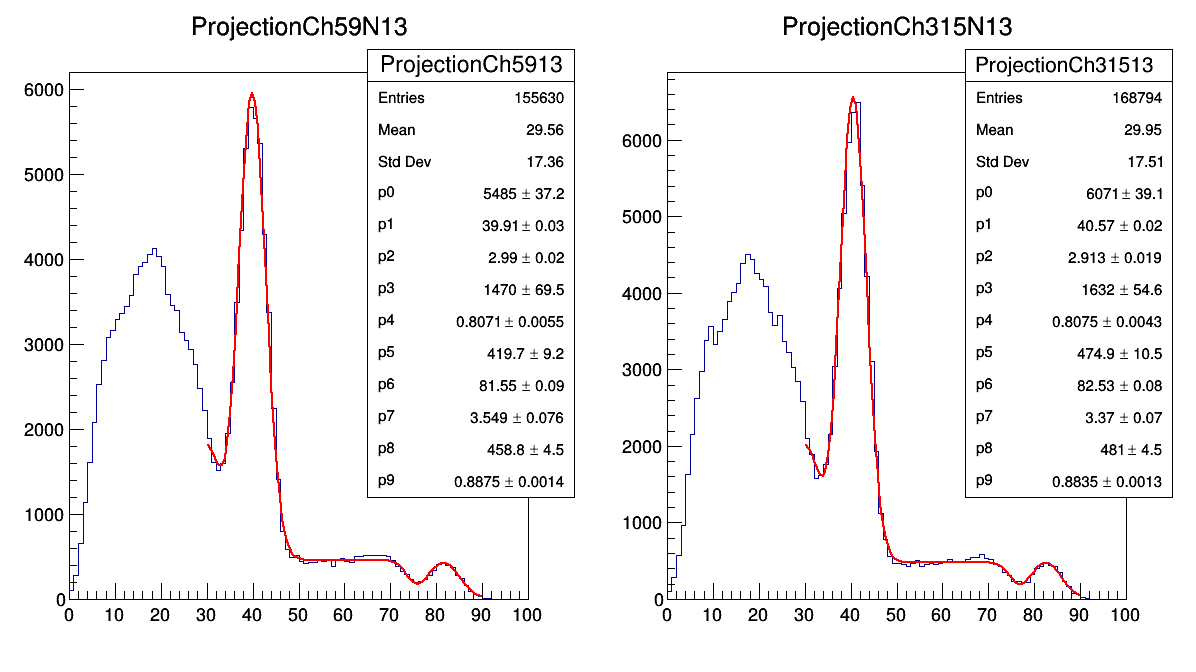 ProjectionCh59N13
ProjectionCh5913
Entries 155630
Mean 29.56
Std Dev 17.36
p0 5485 ± 37.2
p1 39.91 ± 0.03
p2 2.99 ± 0.02
p3 1470 ± 69.5
p4 0.8071 ± 0.0055
p5 419.7 ± 9.2
p6 81.55 ± 0.09
p7 3.549 ± 0.076
p8 458.8 ± 4.5
p9 0.8875 ± 0.0014
6000
5000
4000
3000
2000
1000
0
0 10 20 30 40 50 60 70 80 90 100
ProjectionCh315N13
ProjectionCh31513
Entries 168794
Mean 29.95
Std Dev 17.51
p0 6071 ± 39.1
p1 40.57 ± 0.02
p2 2.913 ± 0.019
p3 1632 ± 54.6
p4 0.8075 ± 0.0043
p5 474.9 ± 10.5
p6 82.53 ± 0.08
p7 3.37 ± 0.07
p8 481 ± 4.5
p9 0.8835 ± 0.0013
6000
5000
4000
3000
2000
1000
0
0 10 20 30 40 50 60 70 80 90 100